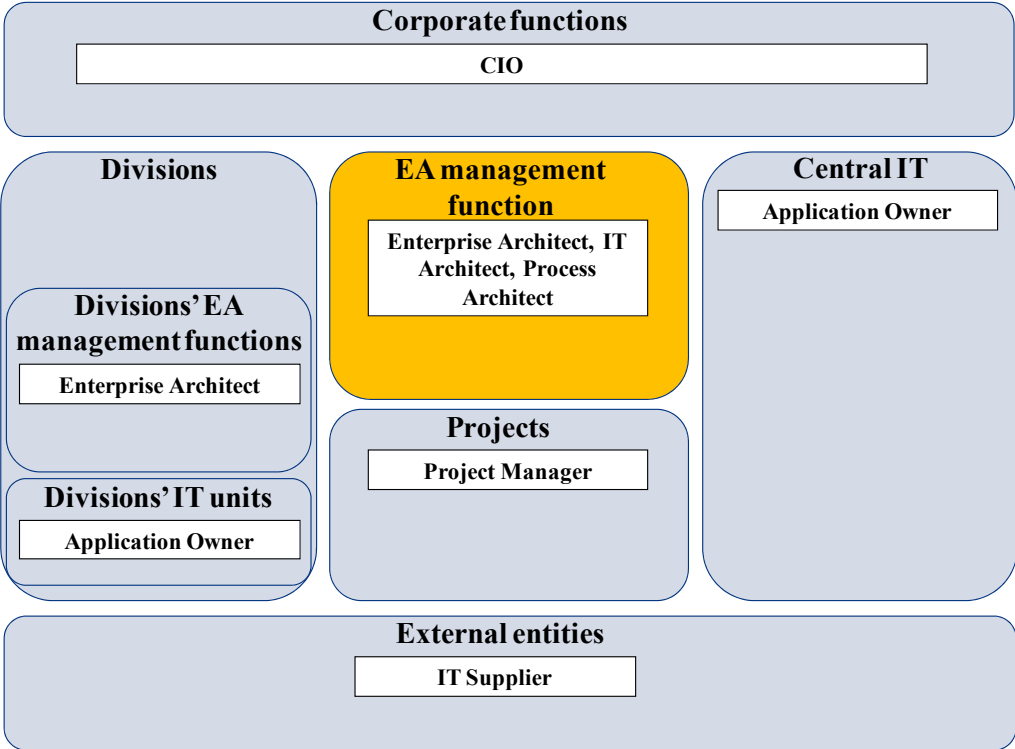 Corporate functions
CIO
Divisions
Divisions’ EA
management functions
Enterprise Architect
Divisions’ IT units
Application Owner
EA management
function
Enterprise Architect, IT
Architect, Process
Architect
Projects
Project Manager
Central IT
Application Owner
External entities
IT Supplier